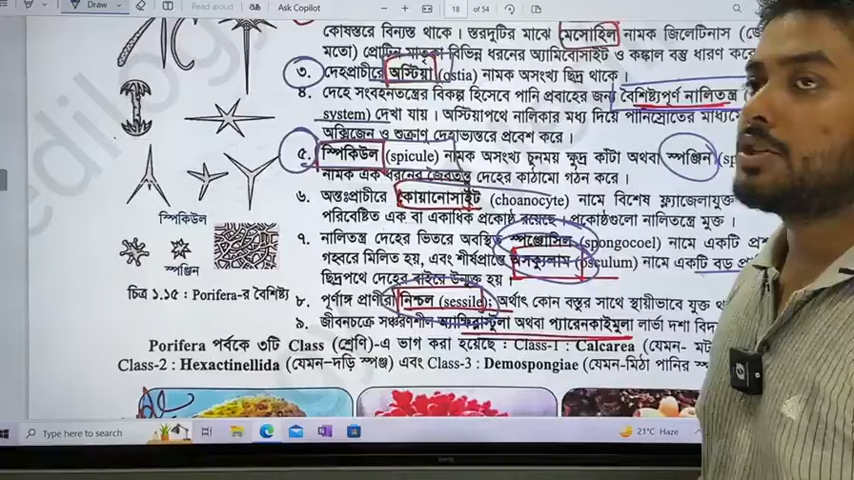 Draw
Ask Copilot
18 of 54
কোষস্তরে বিন্যস্ত থাকে। স্তরদুটির মাঝে মেসোহিল নামক জিলেটিনাস
মতো) প্রোটিন মাতৃকা বিভিন্ন ধরনের অ্যামিবোসাইট ও কঙ্কাল বস্তু ধারণ
৩. দেহপ্রাচীরে অস্টিয়া (ostia) নামক অসংখ্য ছিদ্র থাকে।
৪. দেহে সংবহনতন্ত্রের বিকল্প হিসেবে পানি প্রবাহের জন্য বৈশিষ্ট্যপূর্ণ নালিতন্ত্র
system) দেখা যায়। অস্টিয়াপথে নালিকার মধ্য দিয়ে পানিস্রোতের মাধ্যমে
অক্সিজেন ও শুক্রাণু দেহাভ্যন্তরে প্রবেশ করে।
৫. স্পিকিউল (spicule) নামক অসংখ্য চুনময় ক্ষুদ্র কাঁটা অথবা স্পঞ্জিন
নামক এক ধরনের জৈবতন্তু দেহের কাঠামো গঠন করে।
৬. অন্তঃপ্রাচীরে কোয়ানোসাইট (choanocyte) নামে বিশেষ ফ্ল্যাজেলাযুক্ত
পরিবেষ্টিত এক বা একাধিক প্রকোষ্ঠ রয়েছে। প্রকোষ্ঠগুলো নালিতন্ত্রে যুক্ত।
স্পিকিউল
৭. নালিতন্ত্র দেহের ভিতরে অবস্থিত স্পঞ্জোসিল (spongocoel) নামে একটি
গহ্বরে মিলিত হয়, এবং শীর্ষপ্রান্তে অসক্যুলাম (osculum) নামে একটি বড়
স্পঞ্জিন
ছিদ্রপথে দেহের বাইরে উন্মুক্ত হয়।
চিত্র ১.১৫ : Porifera-র বৈশিষ্ট্য
৮. পূর্ণাঙ্গ প্রাণীরা নিশ্চল (sessile); অর্থাৎ কোন বস্তুর সাথে স্থায়ীভাবে যুক্ত
৯. জীবনচক্রে সঞ্চরণশীল অ্যাম্ফিব্লাস্টুলা অথবা প্যারেনকাইমুলা লার্ভা দশা
Porifera পর্বকে ৩টি Class (শ্রেণি)-এ ভাগ করা হয়েছে : Class-1 : Calcarea (যেমন-
Class-2 : Hexactinellida (যেমন-দড়ি স্পঞ্জ) এবং Class-3 : Demospongiae (যেমন-মিঠা পানির
Type here to search
21°C Haze